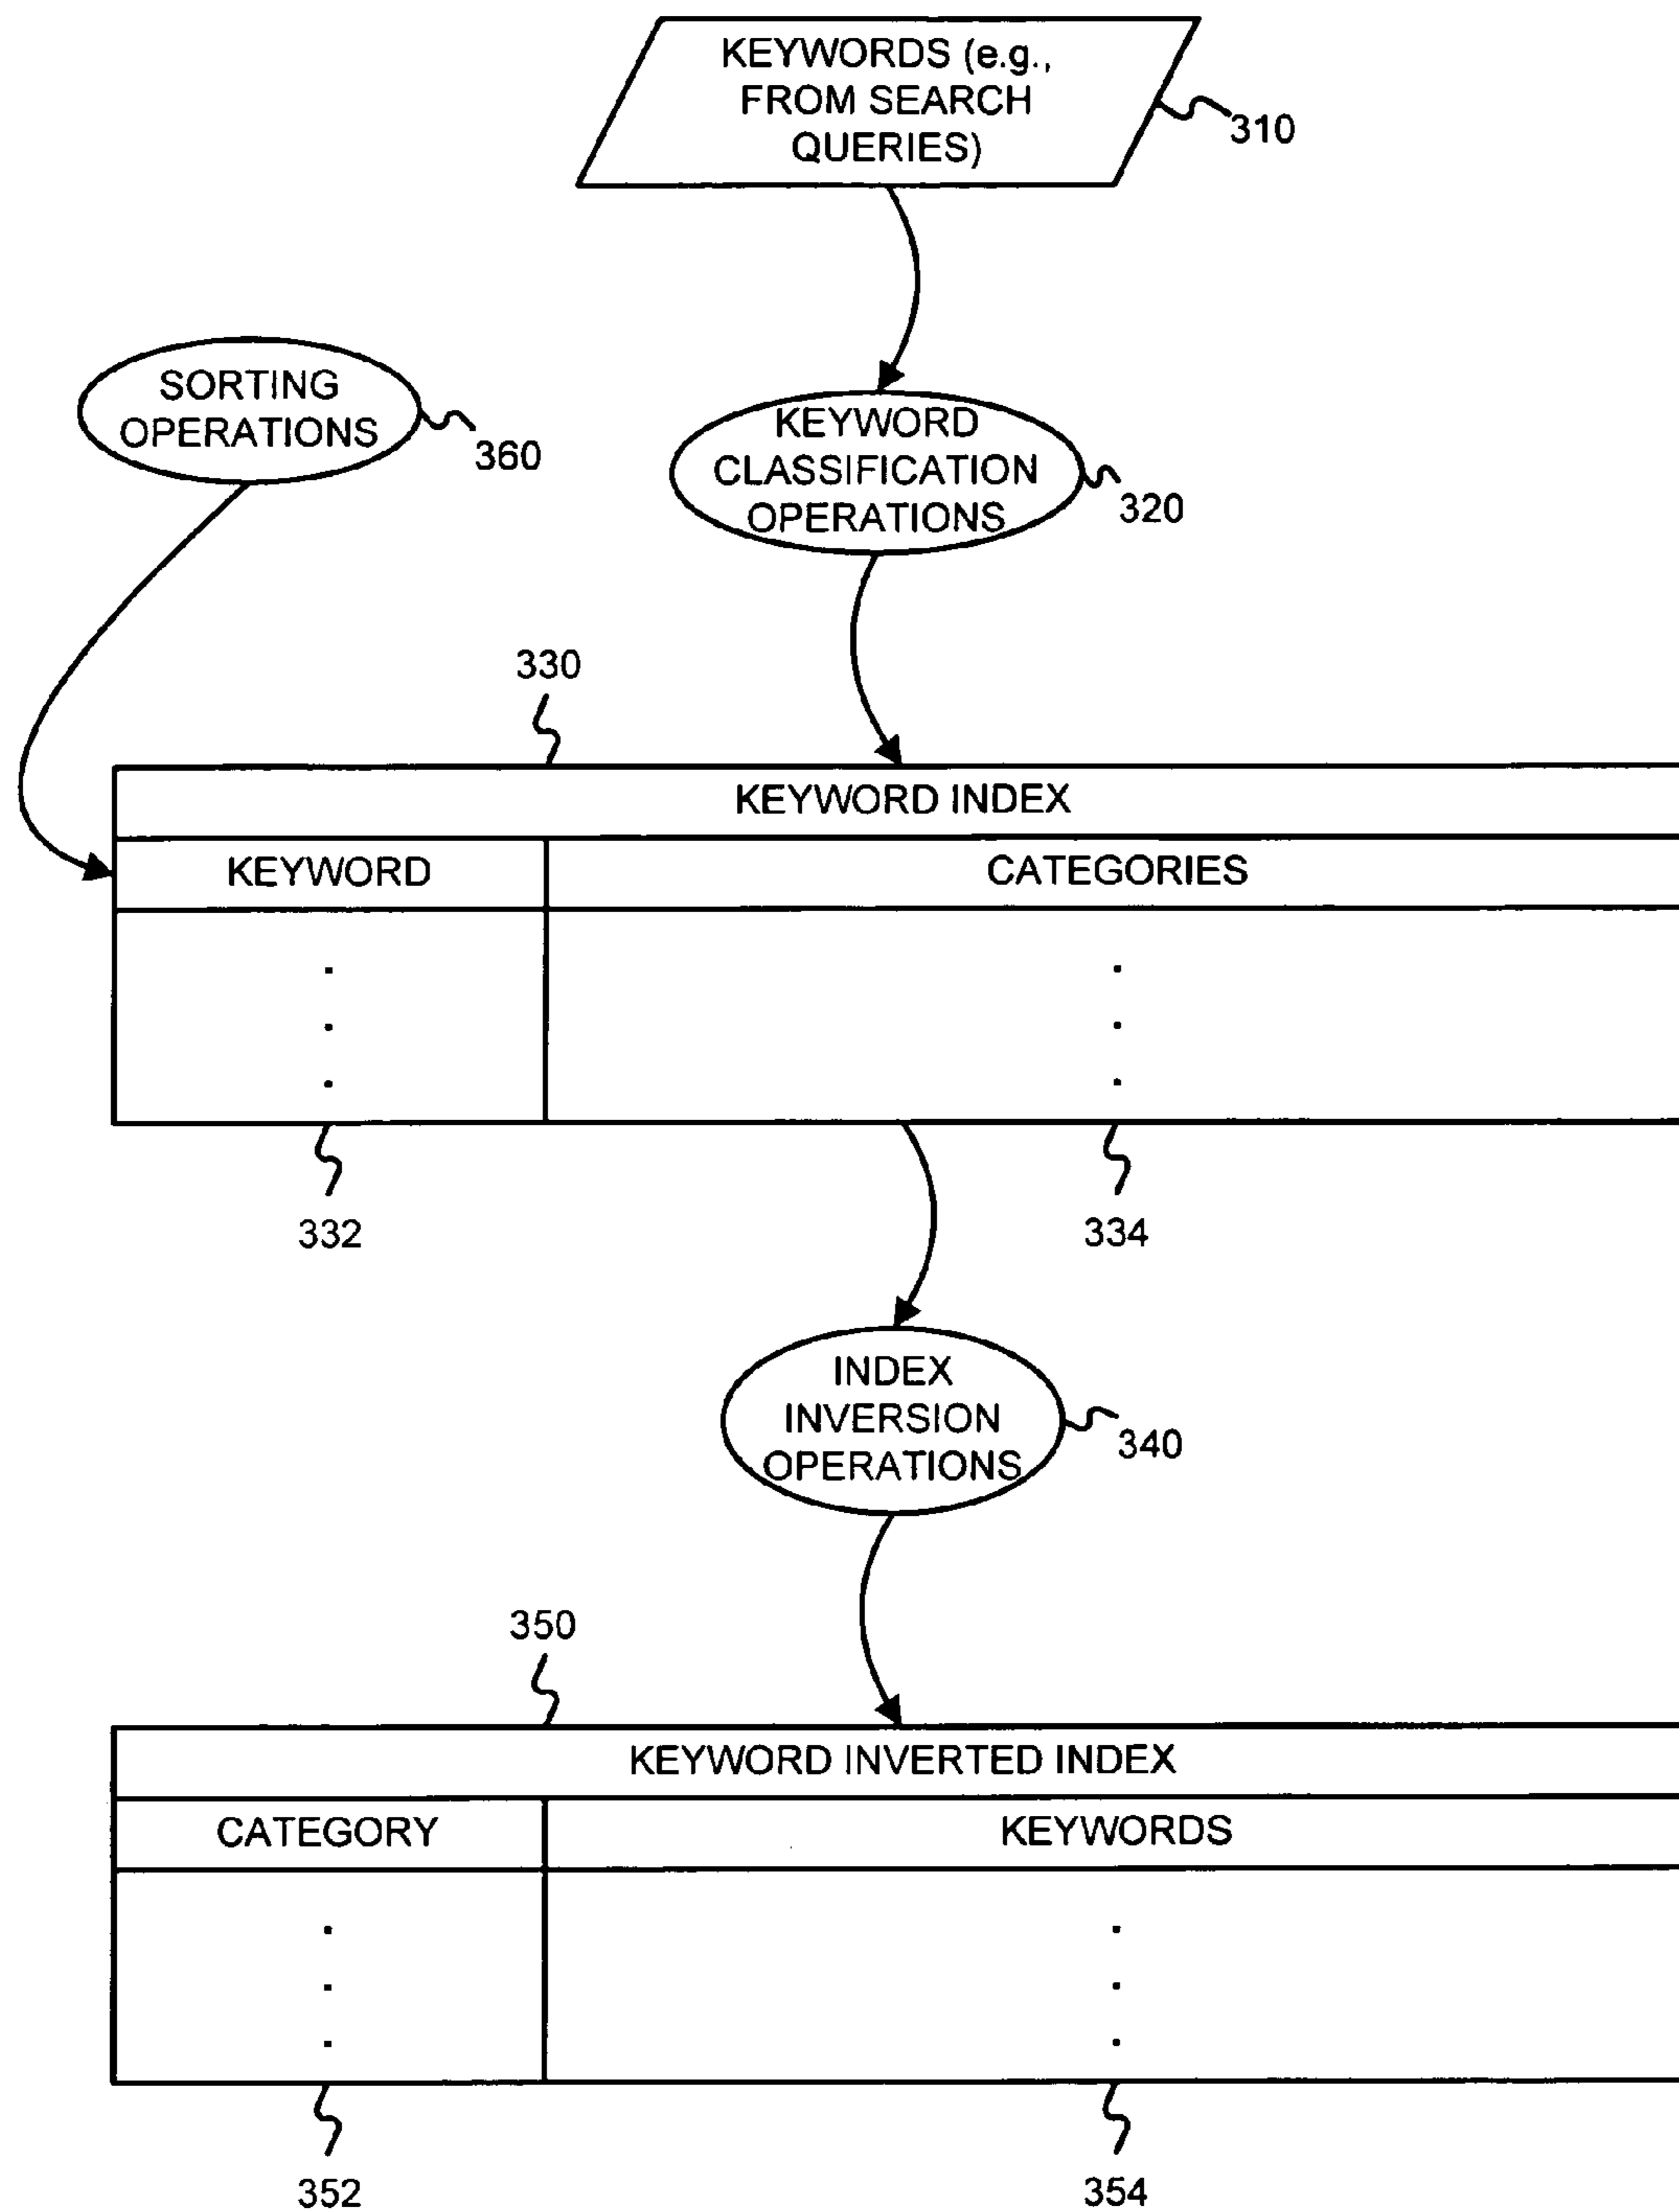 KEYWORDS (e.g.,
FROM SEARCH
QUERIES)
310
SORTING
OPERATIONS
360
KEYWORD
CLASSIFICATION
OPERATIONS
320
330
KEYWORD INDEX
KEYWORD
CATEGORIES
332
334
INDEX
INVERSION
OPERATIONS
340
350
KEYWORD INVERTED INDEX
CATEGORY
KEYWORDS
352
354